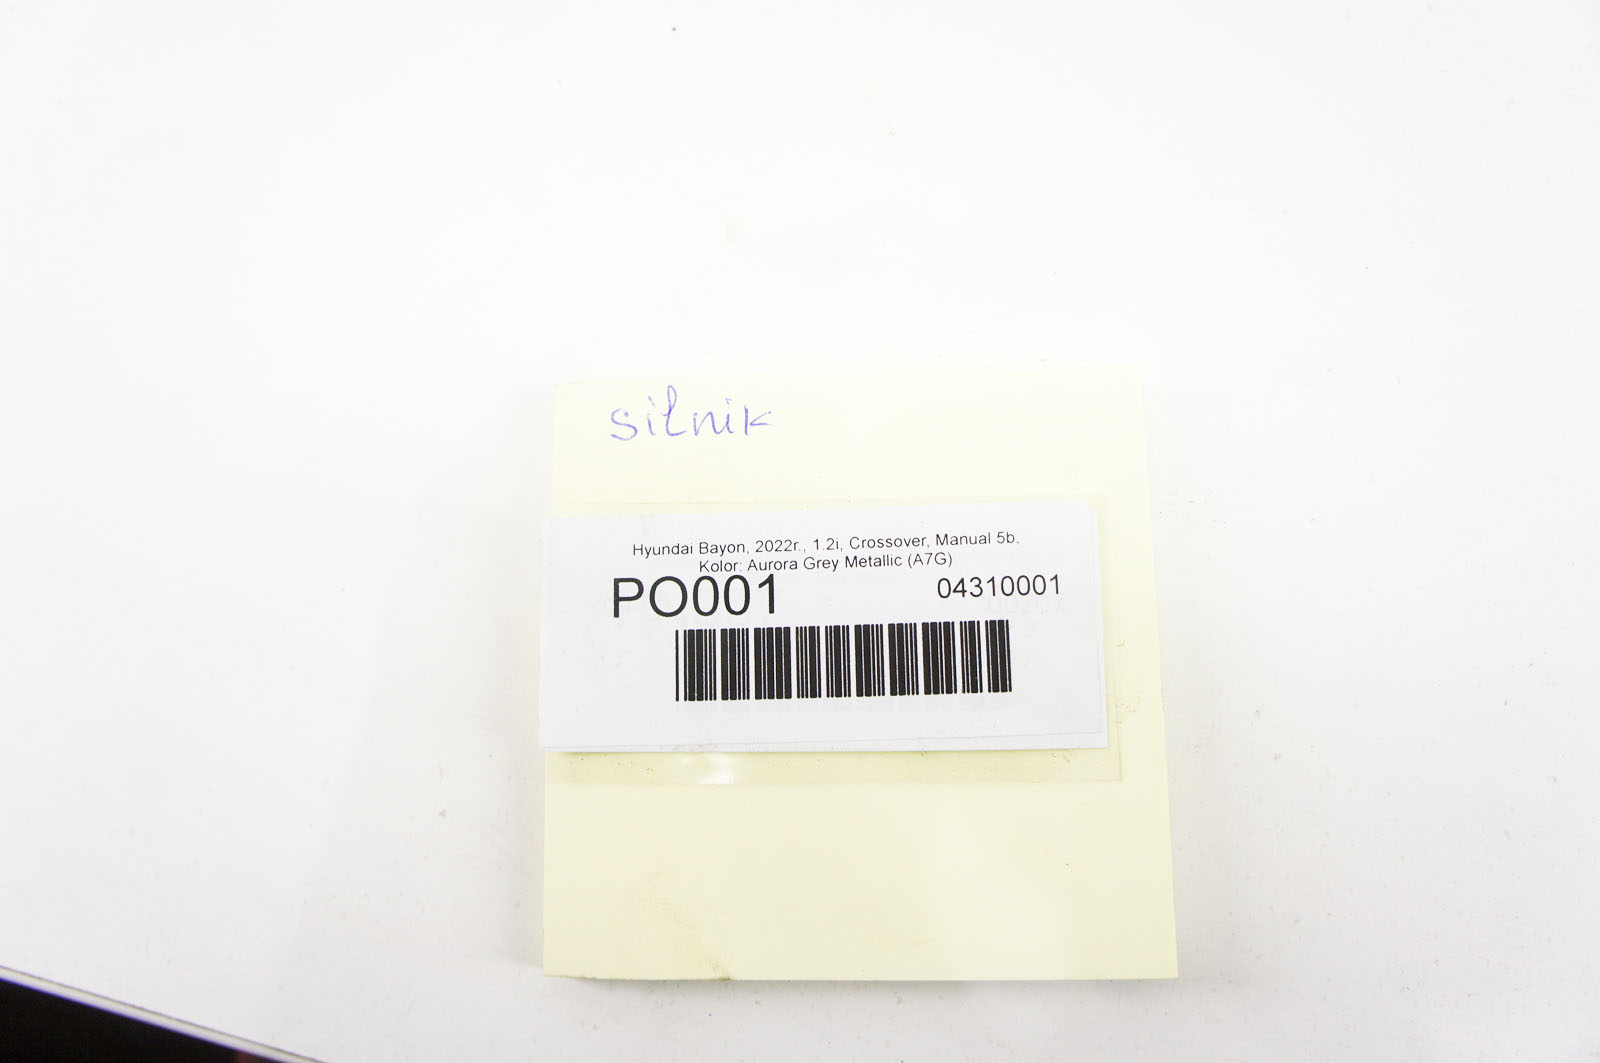 silnik
Hyundai Bayon, 2022r., 1.2i, Crossover, Manual 5b,
Kolor: Aurora Grey Metallic (A7G)
PO001 04310001